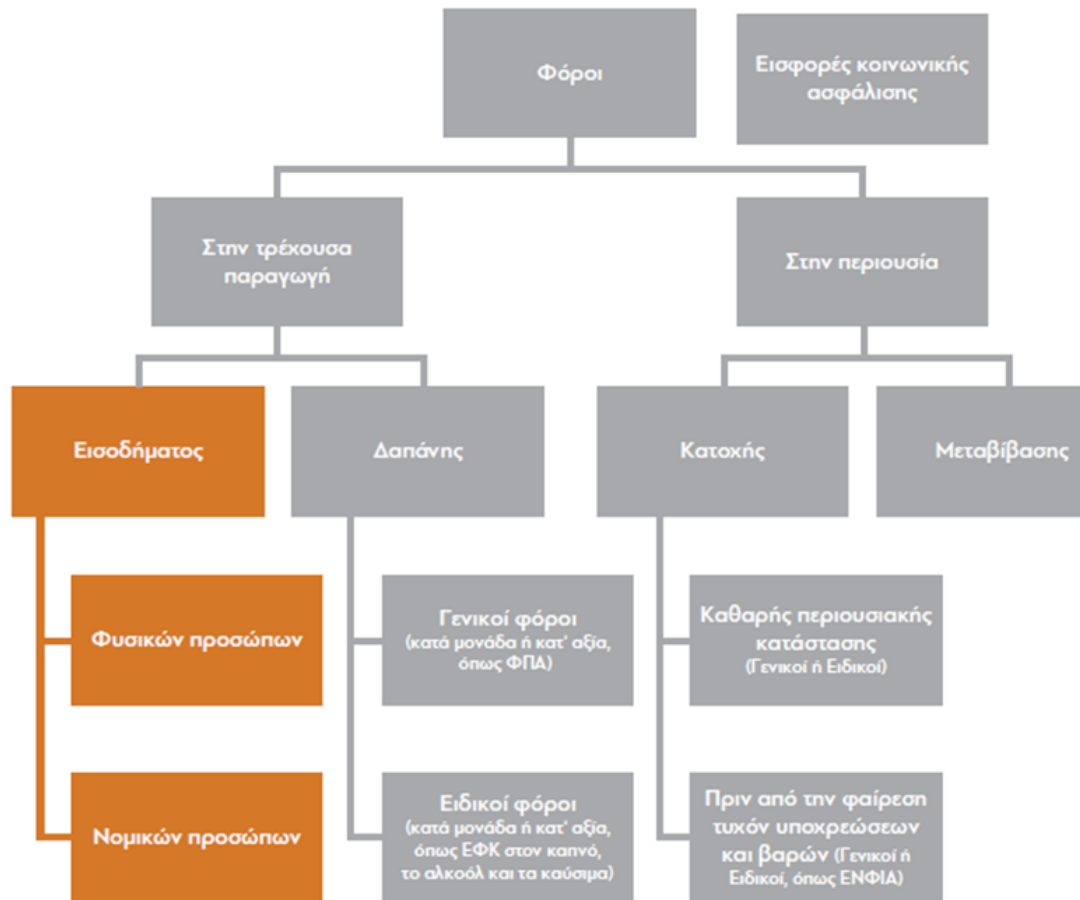 Φόροι
Εισφορές κοινωνικής
ασφάλισης
Στην τρέχουσα
παραγωγή
Στην περιουσία
Εισοδήματος
Δαπάνης
Κατοχής
Μεταβίβασης
Φυσικών προσώπων
Γενικοί φόροι
(κατά μονάδα ή κατ' αξία,
όπως ΦΠΑ)
Καθαρής περιουσιακής
κατάστασης
(Γενικοί ή Ειδικοί)
Νομικών προσώπων
Ειδικοί φόροι
(κατά μονάδα ή κατ' αξία,
όπως ΕΦΚ στον καπνό,
το αλκοόλ και τα καύσιμα)
Πριν από την φαίρεση
τυχόν υποχρεώσεων
και βαρών (Γενικοί ή
Ειδικοί, όπως ΕΝΦΙΑ)